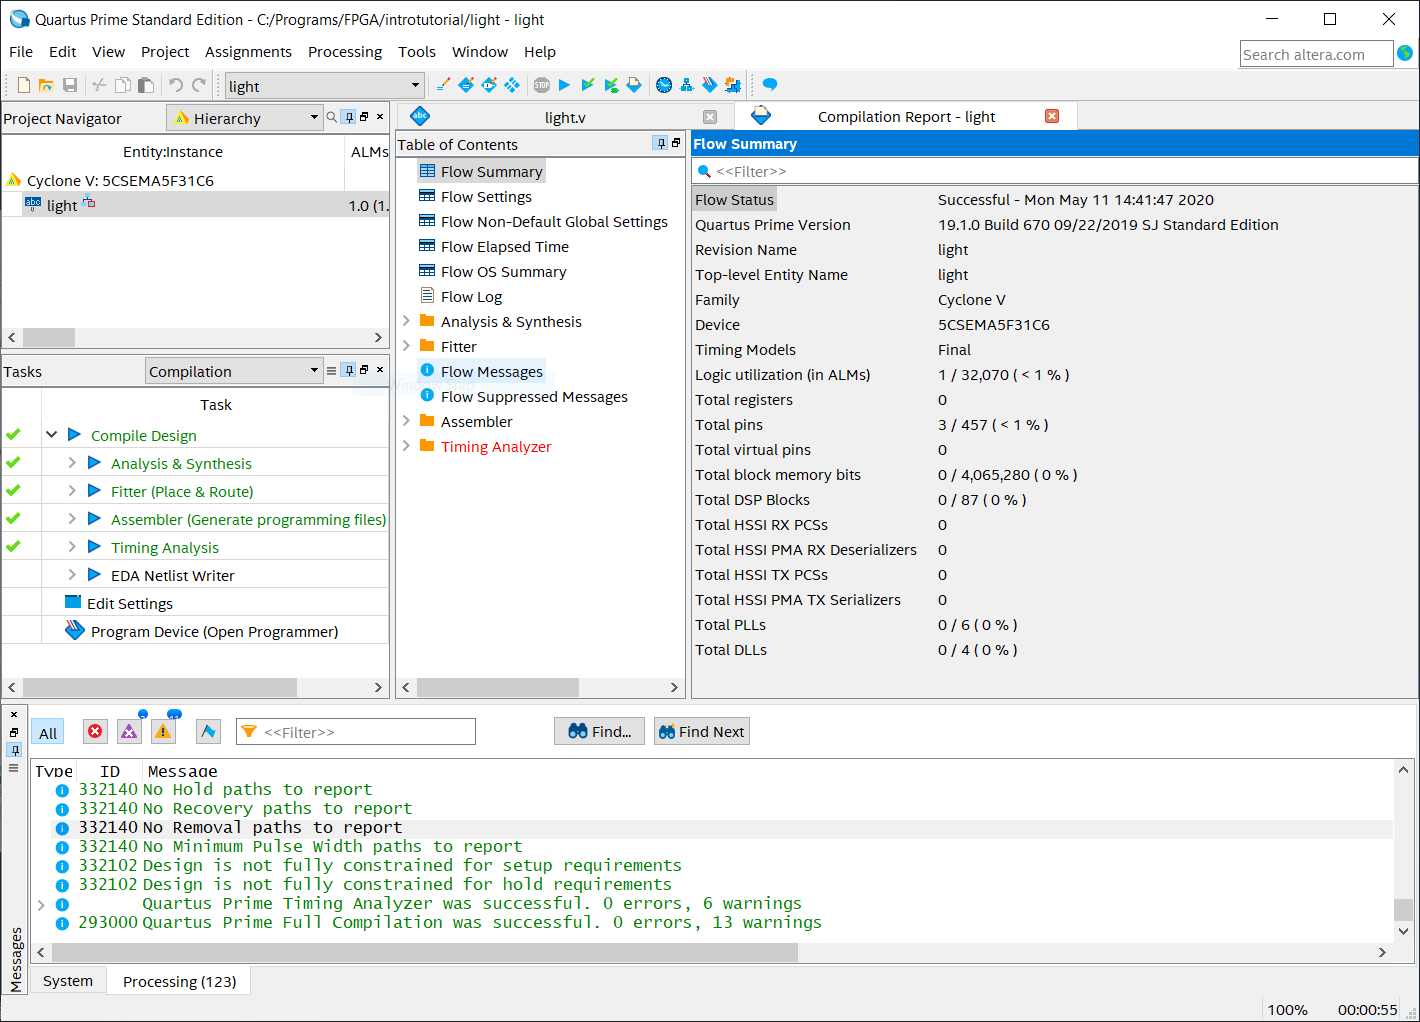 Quartus Prime Standard Edition - C:/Programs/FPGA/introtutorial/light - light
File Edit View Project Assignments Processing Tools Window Help
Search altera.com
light
STOP
Project Navigator
Hierarchy
Entity:Instance ALMs
Cyclone V: 5CSEMA5F31C6
abc light 1.0 (1.
Tasks
Compilation
Task
Compile Design
Analysis & Synthesis
Fitter (Place & Route)
Assembler (Generate programming files)
Timing Analysis
EDA Netlist Writer
Edit Settings
Program Device (Open Programmer)
abc light.v
Compilation Report - light
Table of Contents
Flow Summary
Flow Settings
Flow Non-Default Global Settings
Flow Elapsed Time
Flow OS Summary
Flow Log
Analysis & Synthesis
Fitter
Flow Messages
Window Snip
Flow Suppressed Messages
Assembler
Timing Analyzer
Flow Summary
<<Filter>>
Flow Status Successful - Mon May 11 14:41:47 2020
Quartus Prime Version 19.1.0 Build 670 09/22/2019 SJ Standard Edition
Revision Name light
Top-level Entity Name light
Family Cyclone V
Device 5CSEMA5F31C6
Timing Models Final
Logic utilization (in ALMs) 1 / 32,070 ( < 1 % )
Total registers 0
Total pins 3 / 457 ( < 1 % )
Total virtual pins 0
Total block memory bits 0 / 4,065,280 ( 0 % )
Total DSP Blocks 0 / 87 ( 0 % )
Total HSSI RX PCSs 0
Total HSSI PMA RX Deserializers 0
Total HSSI TX PCSs 0
Total HSSI PMA TX Serializers 0
Total PLLs 0 / 6 ( 0 % )
Total DLLs 0 / 4 ( 0 % )
All
<<Filter>>
Find...
Find Next
Type ID Message
332140 No Hold paths to report
332140 No Recovery paths to report
332140 No Removal paths to report
332140 No Minimum Pulse Width paths to report
332102 Design is not fully constrained for setup requirements
332102 Design is not fully constrained for hold requirements
Quartus Prime Timing Analyzer was successful. 0 errors, 6 warnings
293000 Quartus Prime Full Compilation was successful. 0 errors, 13 warnings
Messages
System
Processing (123)
100% 00:00:55